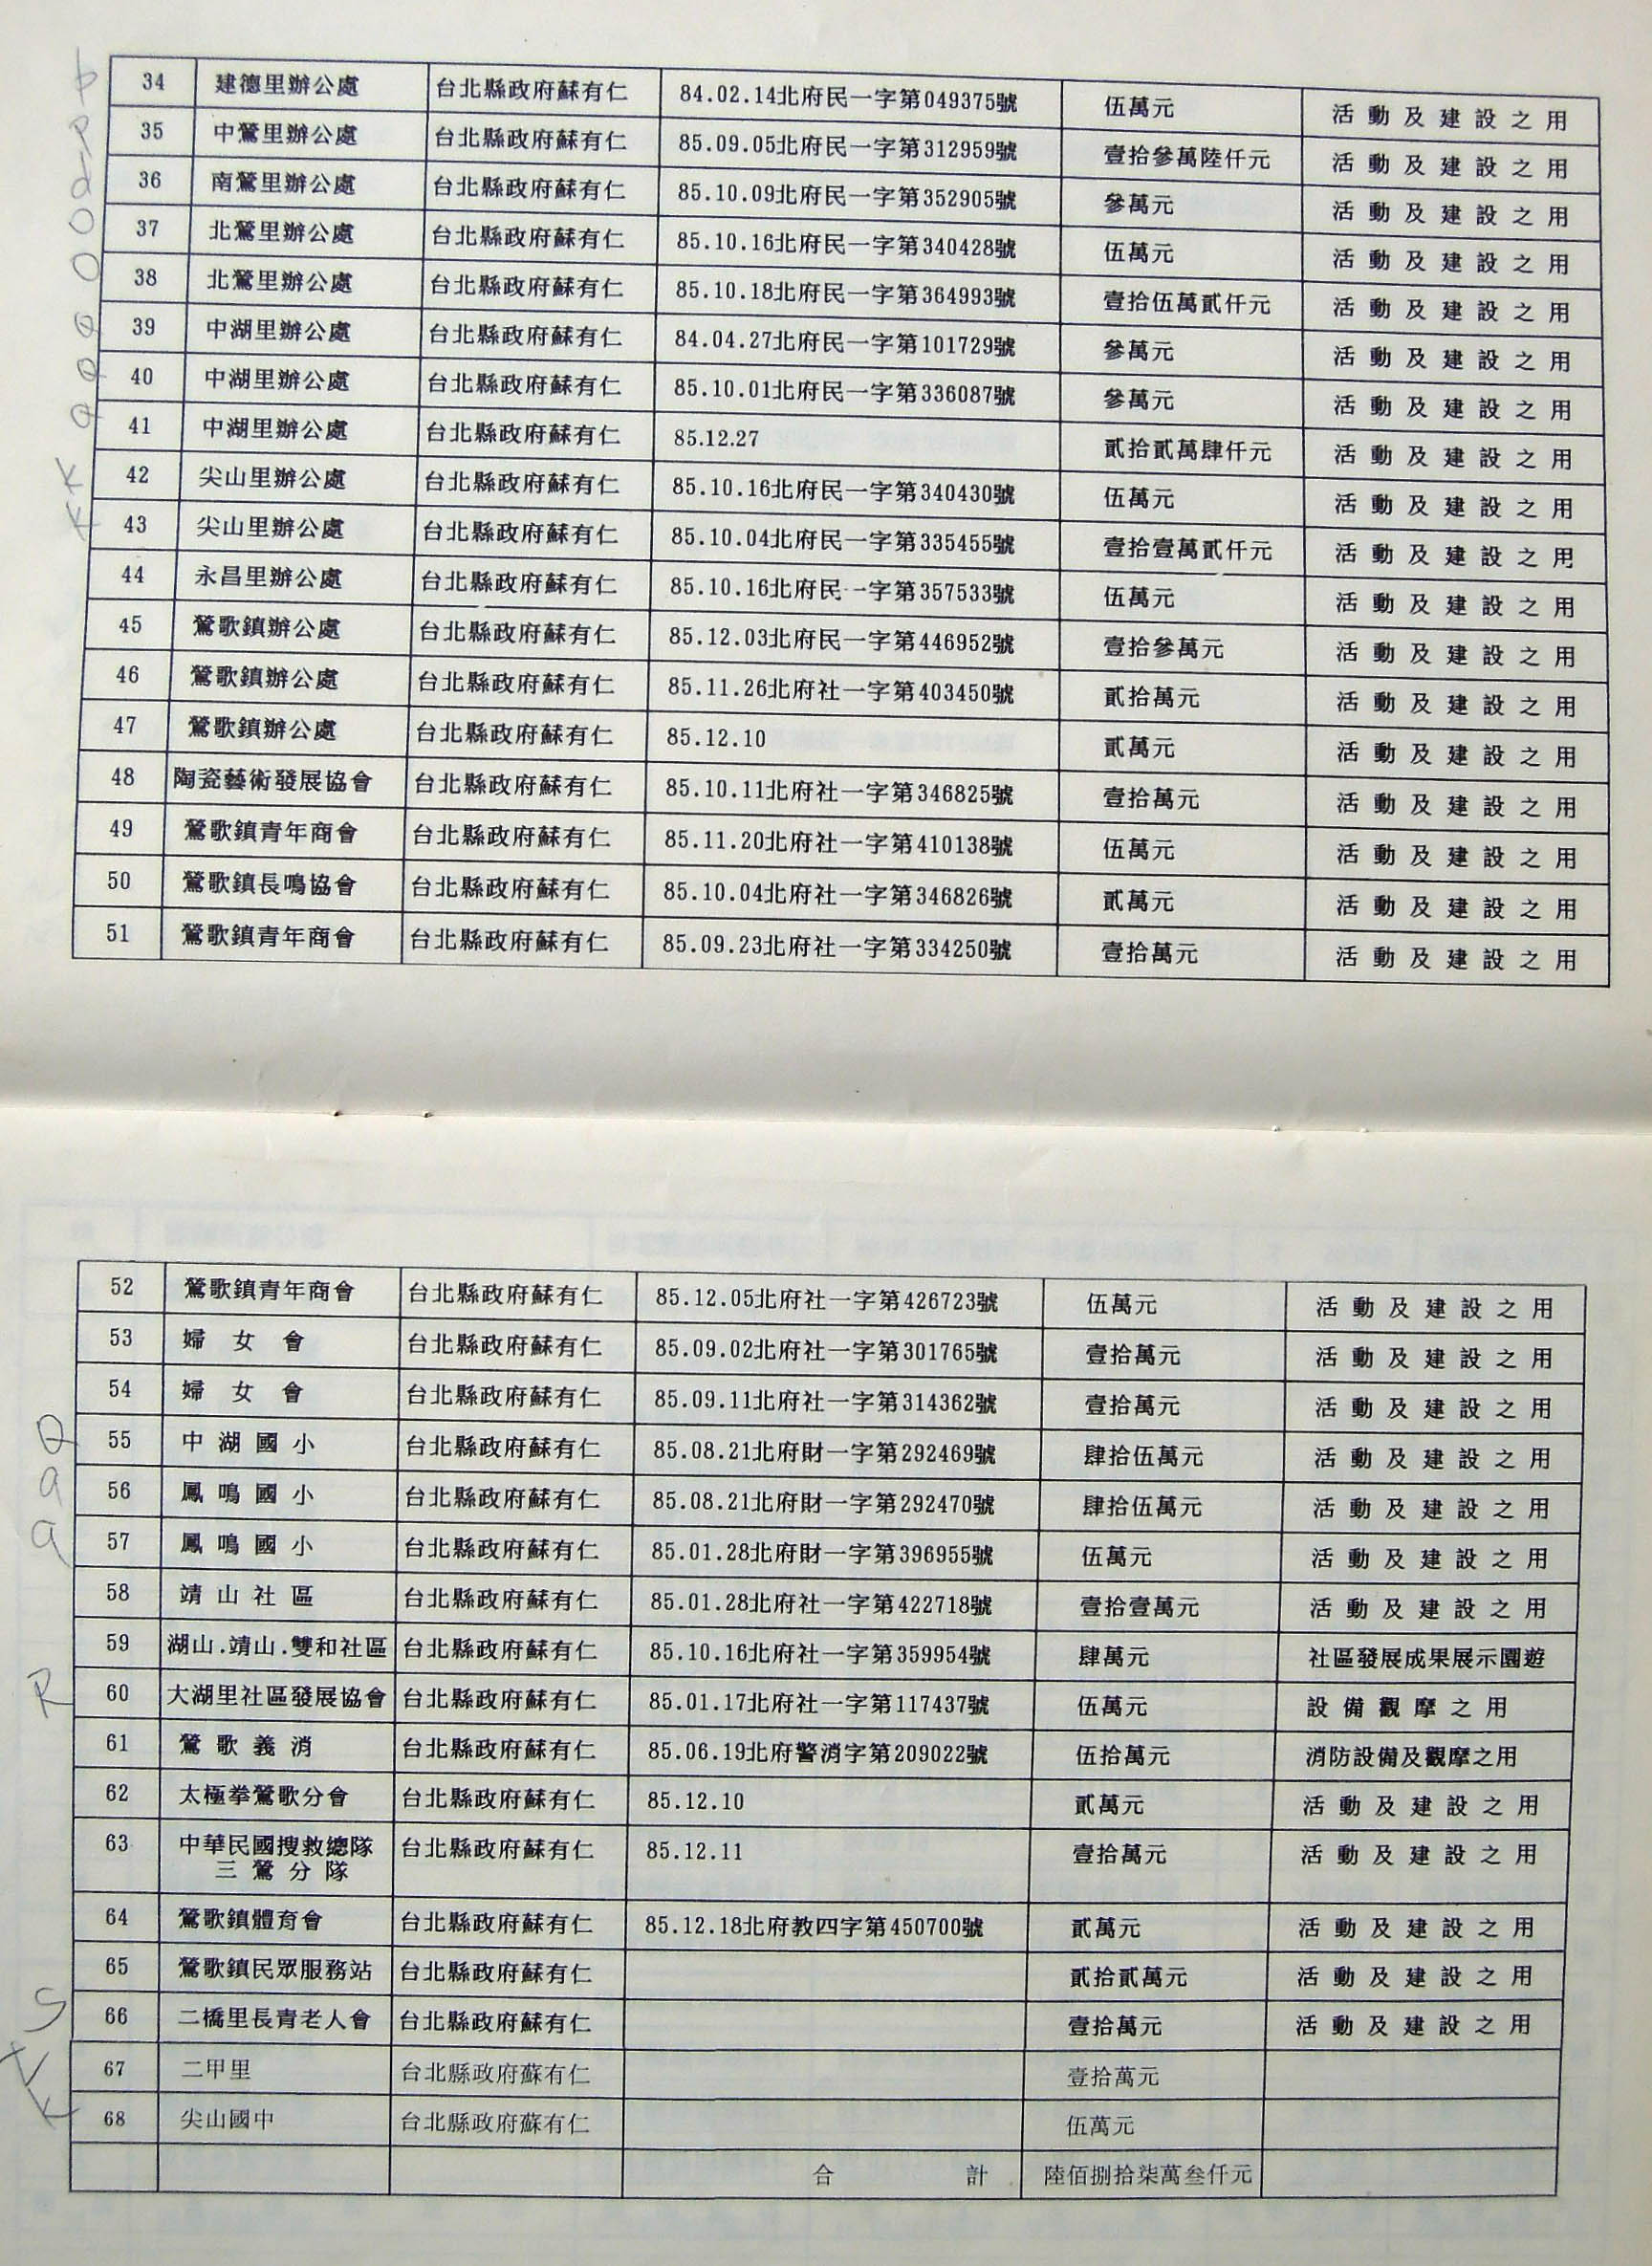 b 34 建德里辦公處 台北縣政府蘇有仁 84.02.14北府民一字第049375號 伍萬元 活動及建設之用
P 35 中鶯里辦公處 台北縣政府蘇有仁 85.09.05北府民一字第312959號 壹拾參萬陸仟元 活動及建設之用
d 36 南鶯里辦公處 台北縣政府蘇有仁 85.10.09北府民一字第352905號 參萬元 活動及建設之用
O 37 北鶯里辦公處 台北縣政府蘇有仁 85.10.16北府民一字第340428號 伍萬元 活動及建設之用
O 38 北鶯里辦公處 台北縣政府蘇有仁 85.10.18北府民一字第364993號 壹拾伍萬貳仟元 活動及建設之用
Q 39 中湖里辦公處 台北縣政府蘇有仁 84.04.27北府民一字第101729號 參萬元 活動及建設之用
Q 40 中湖里辦公處 台北縣政府蘇有仁 85.10.01北府民一字第336087號 參萬元 活動及建設之用
Q 41 中湖里辦公處 台北縣政府蘇有仁 85.12.27 貳拾貳萬肆仟元 活動及建設之用
K 42 尖山里辦公處 台北縣政府蘇有仁 85.10.16北府民一字第340430號 伍萬元 活動及建設之用
K 43 尖山里辦公處 台北縣政府蘇有仁 85.10.04北府民一字第335455號 壹拾壹萬貳仟元 活動及建設之用
44 永昌里辦公處 台北縣政府蘇有仁 85.10.16北府民一字第357533號 伍萬元 活動及建設之用
45 鶯歌鎮辦公處 台北縣政府蘇有仁 85.12.03北府民一字第446952號 壹拾參萬元 活動及建設之用
46 鶯歌鎮辦公處 台北縣政府蘇有仁 85.11.26北府社一字第403450號 貳拾萬元 活動及建設之用
47 鶯歌鎮辦公處 台北縣政府蘇有仁 85.12.10 貳萬元 活動及建設之用
48 陶瓷藝術發展協會 台北縣政府蘇有仁 85.10.11北府社一字第346825號 壹拾萬元 活動及建設之用
49 鶯歌鎮青年商會 台北縣政府蘇有仁 85.11.20北府社一字第410138號 伍萬元 活動及建設之用
50 鶯歌鎮長鳴協會 台北縣政府蘇有仁 85.10.04北府社一字第346826號 貳萬元 活動及建設之用
51 鶯歌鎮青年商會 台北縣政府蘇有仁 85.09.23北府社一字第334250號 壹拾萬元 活動及建設之用
52 鶯歌鎮青年商會 台北縣政府蘇有仁 85.12.05北府社一字第426723號 伍萬元 活動及建設之用
53 婦女會 台北縣政府蘇有仁 85.09.02北府社一字第301765號 壹拾萬元 活動及建設之用
54 婦女會 台北縣政府蘇有仁 85.09.11北府社一字第314362號 壹拾萬元 活動及建設之用
Q 55 中湖國小 台北縣政府蘇有仁 85.08.21北府財一字第292469號 肆拾伍萬元 活動及建設之用
q 56 鳳鳴國小 台北縣政府蘇有仁 85.08.21北府財一字第292470號 肆拾伍萬元 活動及建設之用
q 57 鳳鳴國小 台北縣政府蘇有仁 85.01.28北府財一字第396955號 伍萬元 活動及建設之用
58 靖山社區 台北縣政府蘇有仁 85.01.28北府社一字第422718號 壹拾壹萬元 活動及建設之用
59 湖山.靖山.雙和社區 台北縣政府蘇有仁 85.10.16北府社一字第359954號 肆萬元 社區發展成果展示園遊
R 60 大湖里社區發展協會 台北縣政府蘇有仁 85.01.17北府社一字第117437號 伍萬元 設備觀摩之用
61 鶯歌義消 台北縣政府蘇有仁 85.06.19北府警消字第209022號 伍拾萬元 消防設備及觀摩之用
62 太極拳鶯歌分會 台北縣政府蘇有仁 85.12.10 貳萬元 活動及建設之用
63 中華民國搜救總隊 台北縣政府蘇有仁 85.12.11 壹拾萬元 活動及建設之用
三鶯分隊
64 鶯歌鎮體育會 台北縣政府蘇有仁 85.12.18北府教四字第450700號 貳萬元 活動及建設之用
65 鶯歌鎮民眾服務站 台北縣政府蘇有仁 貳拾貳萬元 活動及建設之用
S 66 二橋里長青老人會 台北縣政府蘇有仁 壹拾萬元 活動及建設之用
67 二甲里 台北縣政府蘇有仁 壹拾萬元
K 68 尖山國中 台北縣政府蘇有仁 伍萬元
合計 陸佰捌拾柒萬叁仟元